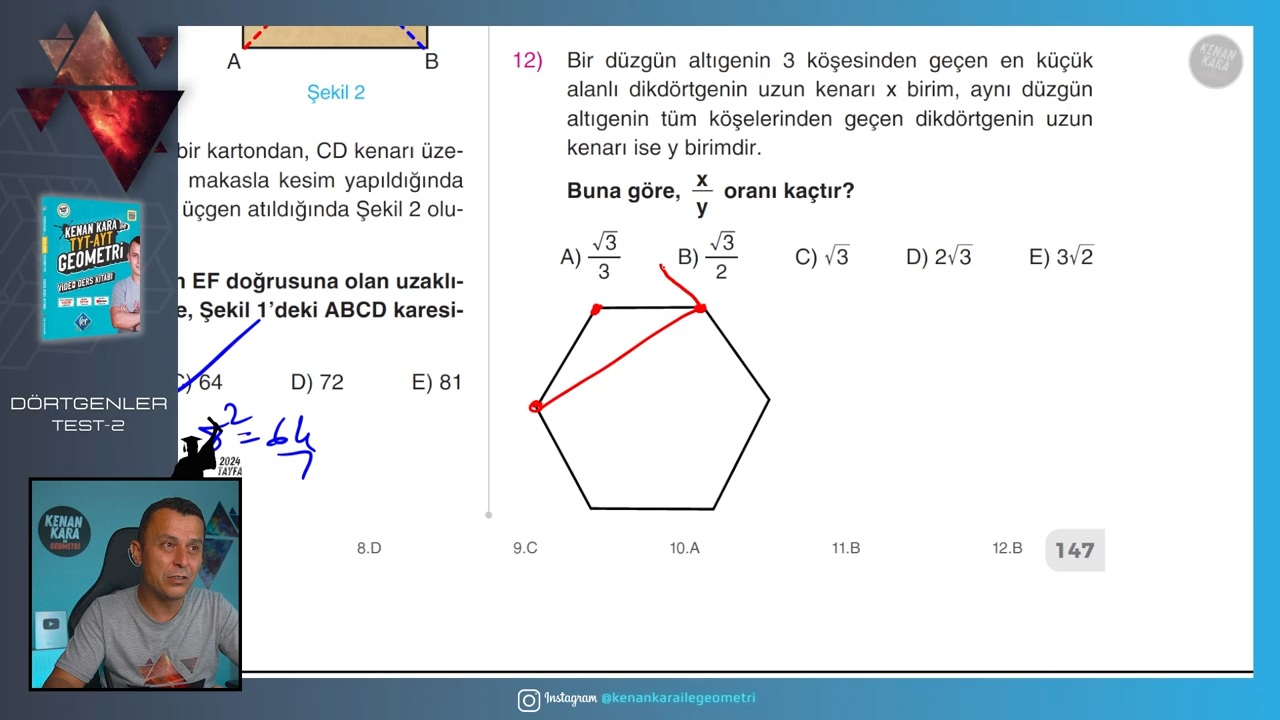 A
B
Şekil 2
bir kartondan, CD kenarı üze-
makasla kesim yapıldığında
üçgen atıldığında Şekil 2 olu-
EF doğrusuna olan uzaklı-
Şekil 1'deki ABCD karesi-
64
D) 72
E) 81
8² = 64
12) Bir düzgün altıgenin 3 köşesinden geçen en küçük
alanlı dikdörtgenin uzun kenarı x birim, aynı düzgün
altıgenin tüm köşelerinden geçen dikdörtgenin uzun
kenarı ise y birimdir.
Buna göre, x/y oranı kaçtır?
A) √3/3
B) √3/2
C) √3
D) 2√3
E) 3√2
8.D
9.C
10.A
11.B
12.B
147
KENAN
KARA
KENAN KARA
TYT-AYT
GEOMETRİ
VİDEO DERS KİTABI
DÖRTGENLER
TEST-2
2024
TAYFA
KENAN
KARA
GEOMETRİ
Instagram @kenankarailegeometri